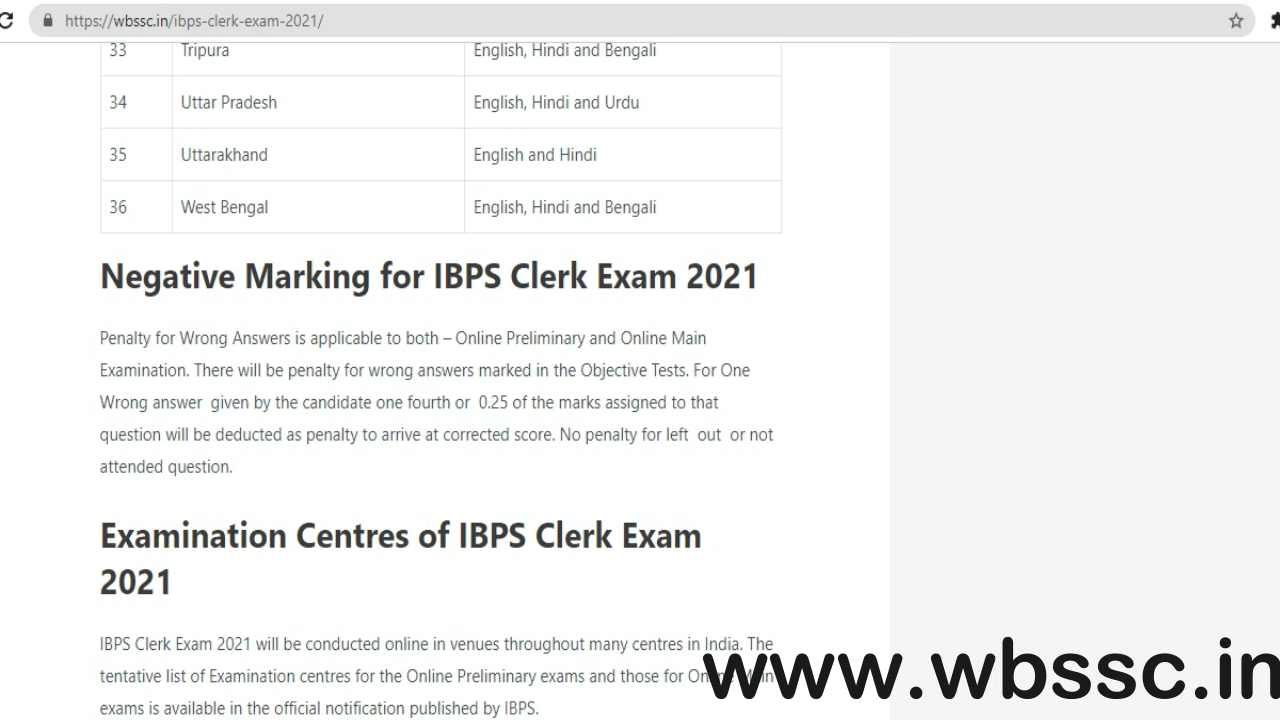 https://wbssc.in/ibps-clerk-exam-2021/
33 Tripura English, Hindi and Bengali
34 Uttar Pradesh English, Hindi and Urdu
35 Uttarakhand English and Hindi
36 West Bengal English, Hindi and Bengali
Negative Marking for IBPS Clerk Exam 2021
Penalty for Wrong Answers is applicable to both – Online Preliminary and Online Main
Examination. There will be penalty for wrong answers marked in the Objective Tests. For One
Wrong answer given by the candidate one fourth or 0.25 of the marks assigned to that
question will be deducted as penalty to arrive at corrected score. No penalty for left out or not
attended question.
Examination Centres of IBPS Clerk Exam
2021
IBPS Clerk Exam 2021 will be conducted online in venues throughout many centres in India. The
tentative list of Examination centres for the Online Preliminary exams and those for Online Main
exams is available in the official notification published by IBPS.
www.wbssc.in